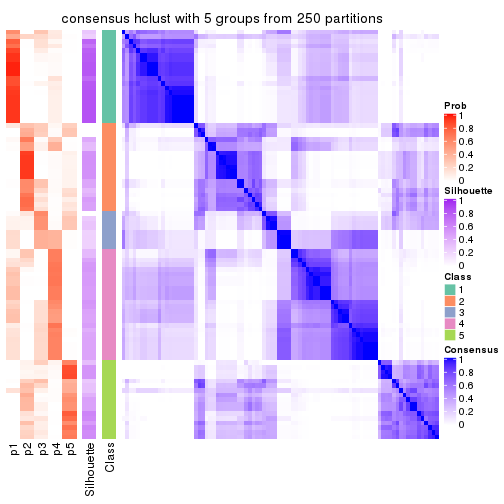 consensus hclust with 5 groups from 250 partitions
Prob
1
0.8
0.6
0.4
0.2
0
Silhouette
1
0.8
0.6
0.4
0.2
0
Class
1
2
3
4
5
Consensus
1
0.8
0.6
0.4
0.2
0
p1
p2
p3
p4
p5
Silhouette
Class